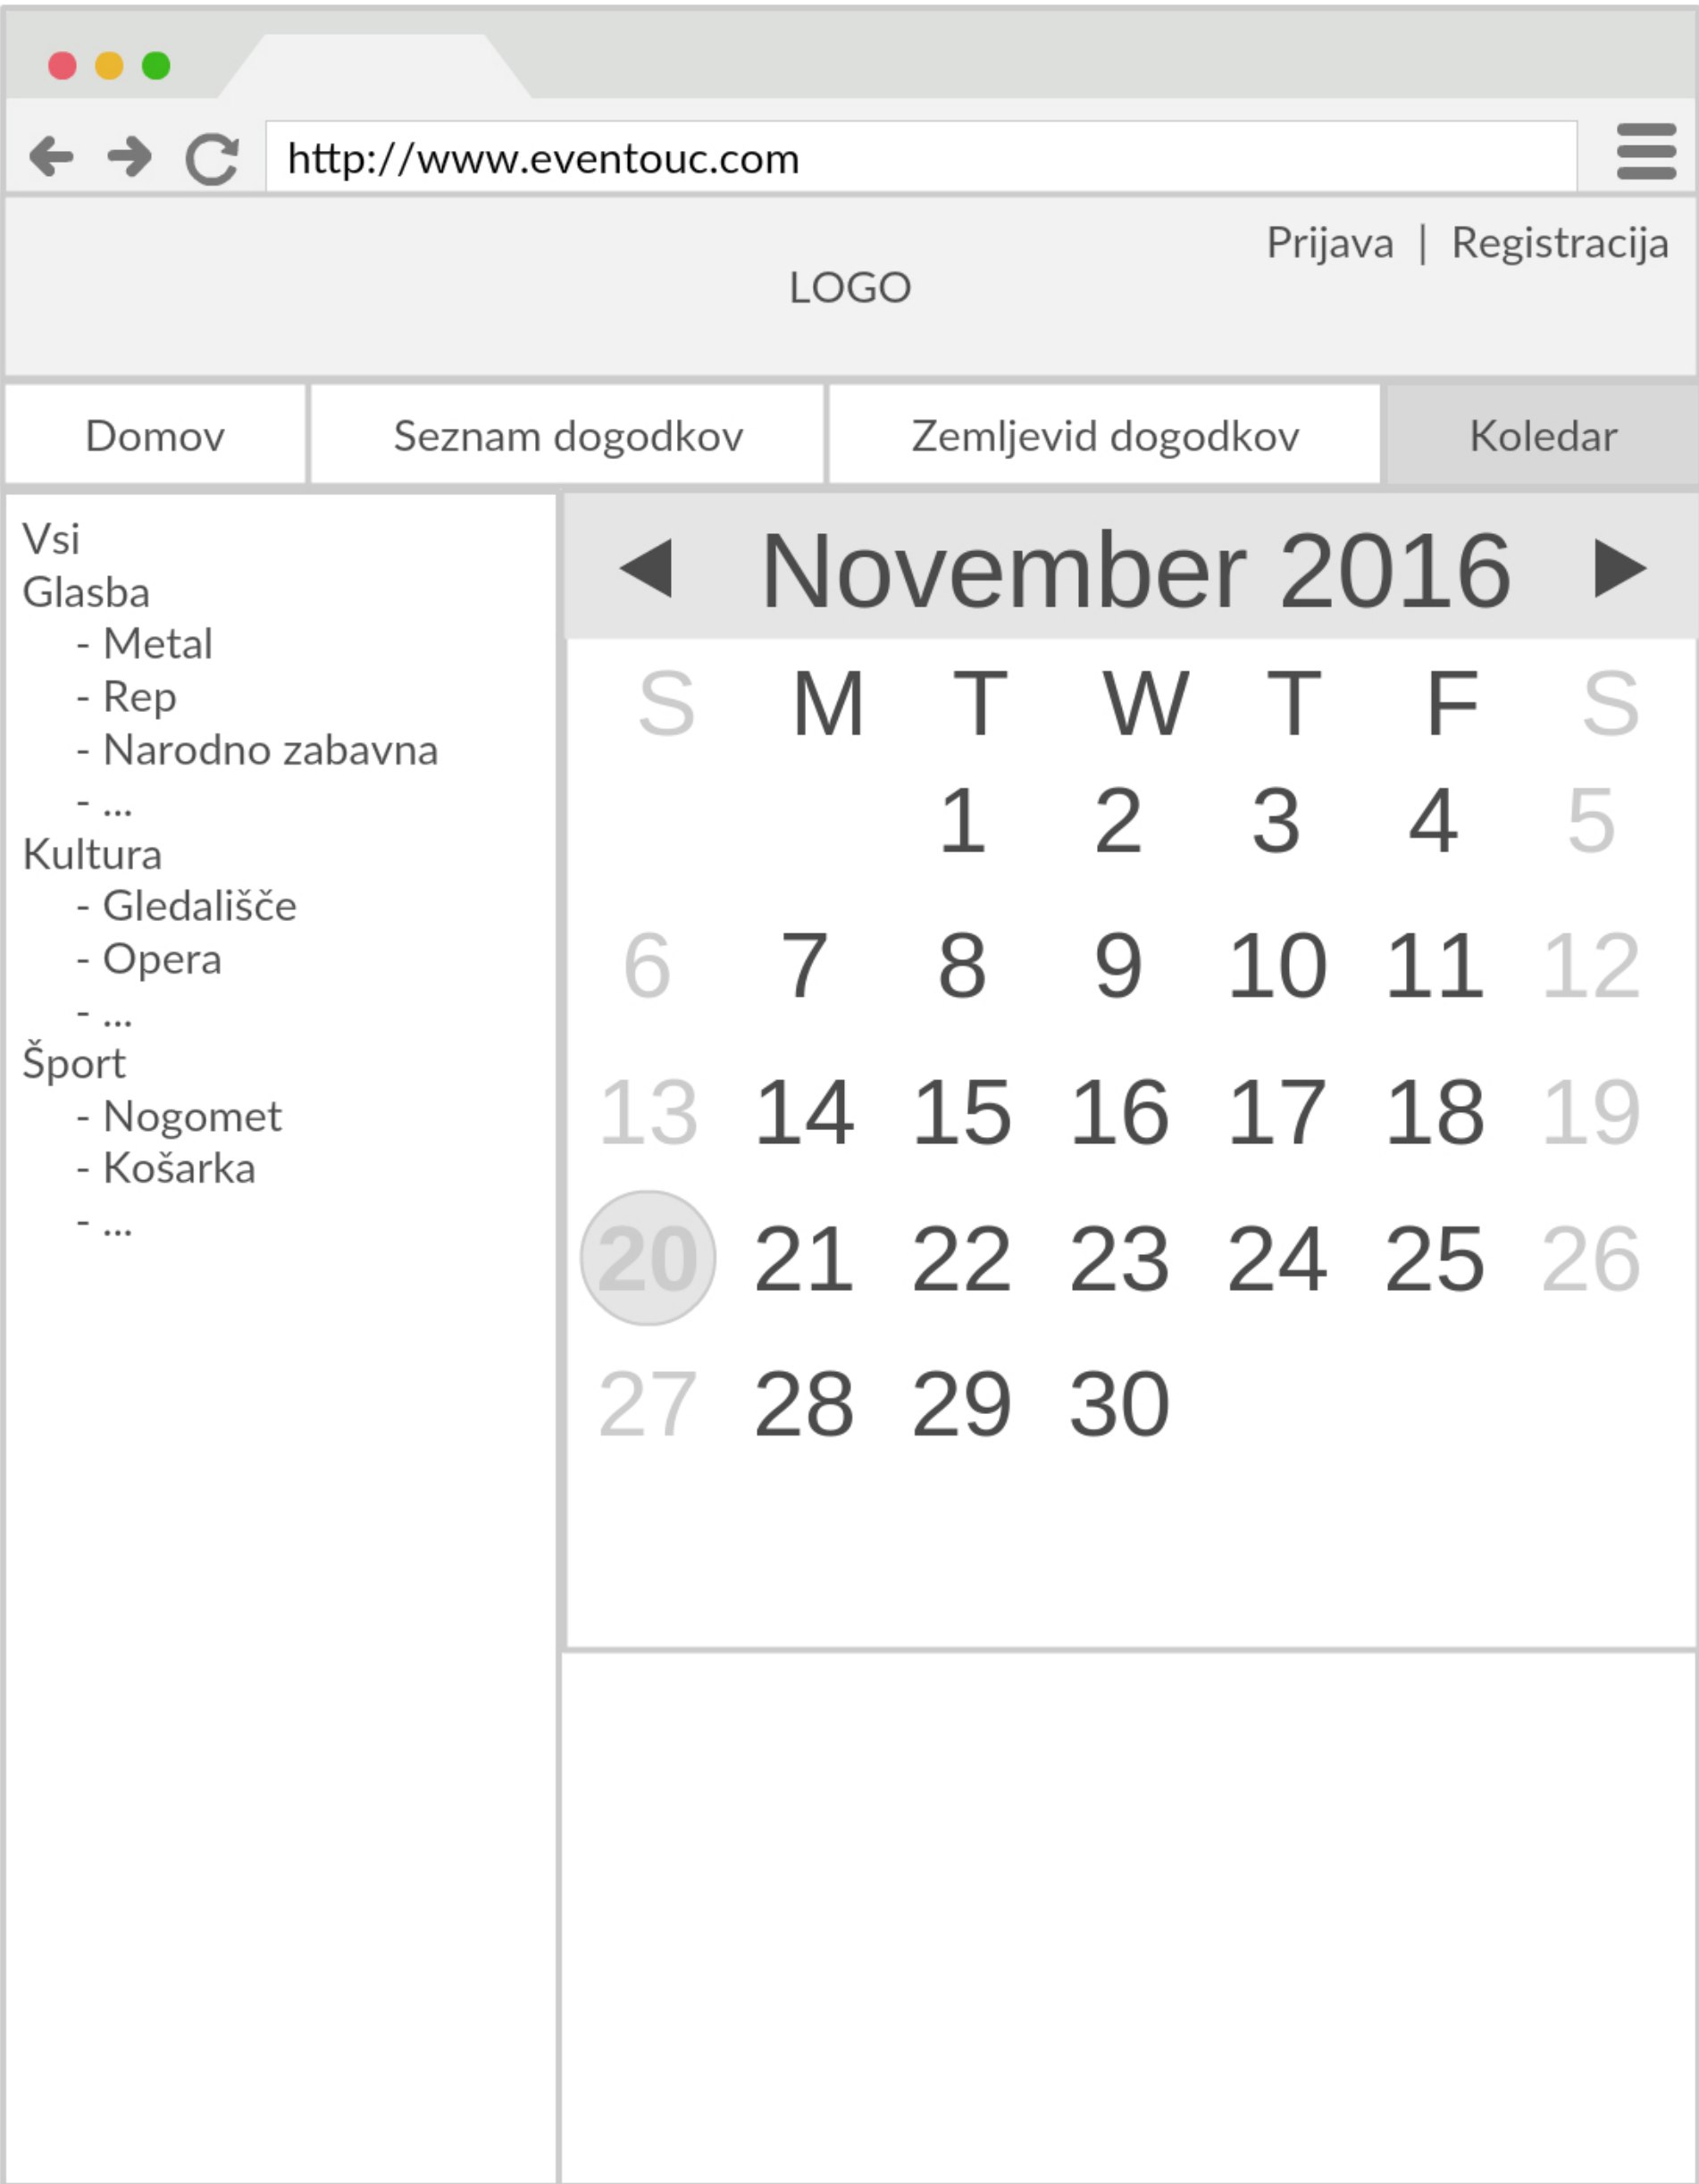 http://www.eventouc.com
Prijava | Registracija
LOGO
Domov Seznam dogodkov Zemljevid dogodkov Koledar
Vsi
Glasba
- Metal
- Rep
- Narodno zabavna
- ...
Kultura
- Gledališče
- Opera
- ...
Šport
- Nogomet
- Košarka
- ...
November 2016
S M T W T F S
1 2 3 4 5
6 7 8 9 10 11 12
13 14 15 16 17 18 19
20 21 22 23 24 25 26
27 28 29 30